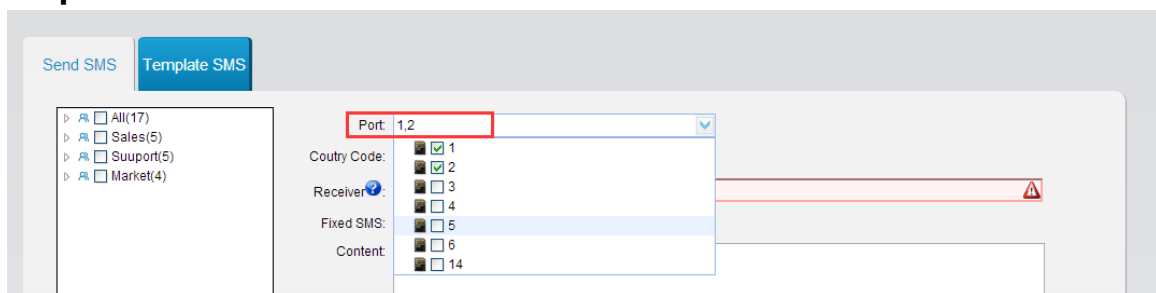 Send SMS
Template SMS
All(17)
Sales(5)
Suuport(5)
Market(4)
Port: 1,2
1
Coutry Code:
2
Receiver?:
3
4
Fixed SMS:
5
Content:
6
14